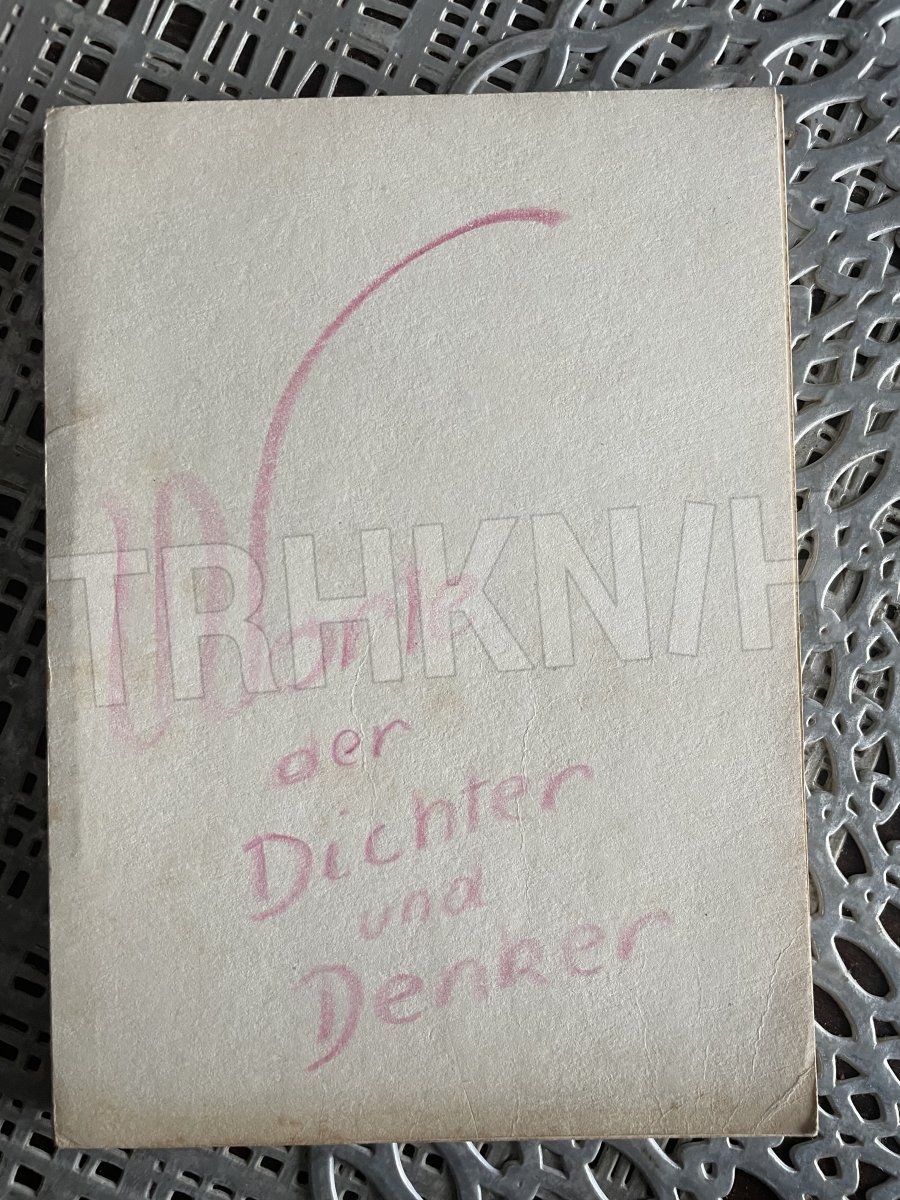 TRHKN/H
Worte
der
Dichter
und
Denker